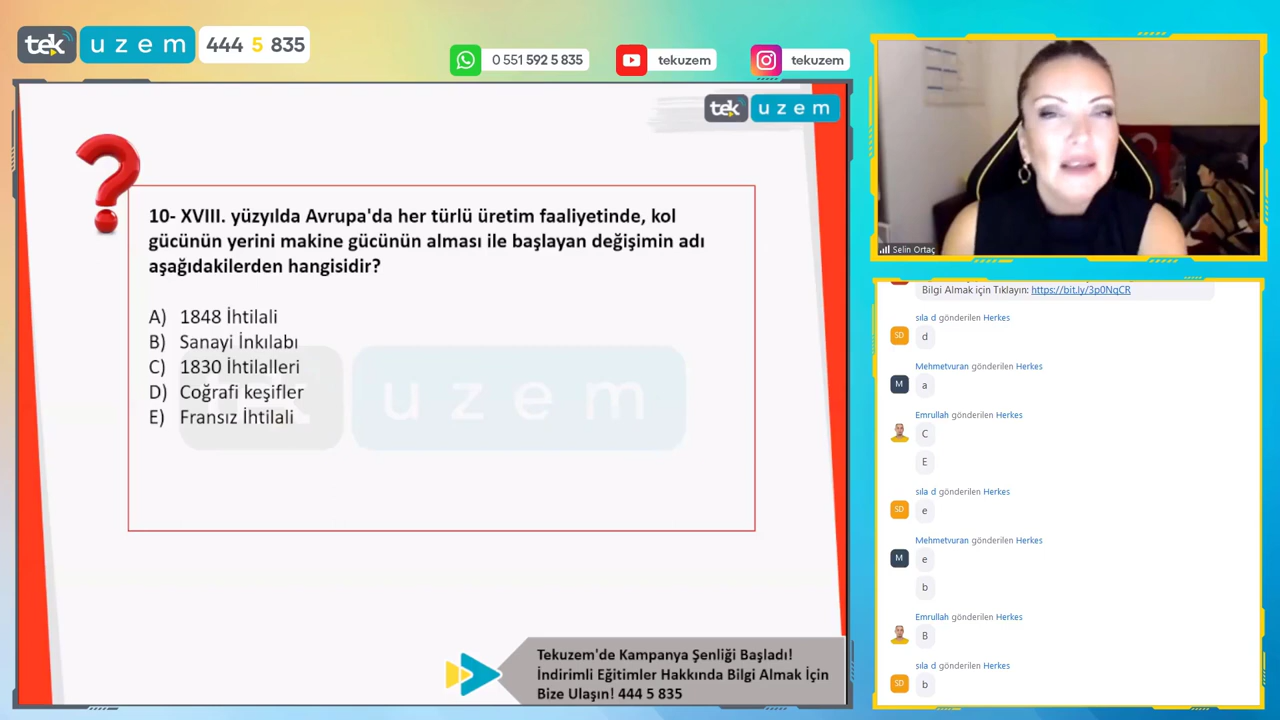 tek uzem 444 5 835
0 551 592 5 835
tekuzem
tekuzem
tek uzem
10- XVIII. yüzyılda Avrupa'da her türlü üretim faaliyetinde, kol
gücünün yerini makine gücünün alması ile başlayan değişimin adı
aşağıdakilerden hangisidir?
A) 1848 İhtilali
B) Sanayi İnkılabı
C) 1830 İhtilalleri
D) Coğrafi keşifler
E) Fransız İhtilali
uzem
Tekuzem'de Kampanya Şenliği Başladı!
İndirimli Eğitimler Hakkında Bilgi Almak İçin
Bize Ulaşın! 444 5 835
Selin Ortaç
Bilgi Almak için Tıklayın: https://bit.ly/3p0NqCR
sıla d gönderilen Herkes
SD
d
Mehmetvuran gönderilen Herkes
M
a
Emrullah gönderilen Herkes
C
E
sıla d gönderilen Herkes
SD
e
Mehmetvuran gönderilen Herkes
M
e
b
Emrullah gönderilen Herkes
B
sıla d gönderilen Herkes
SD
b